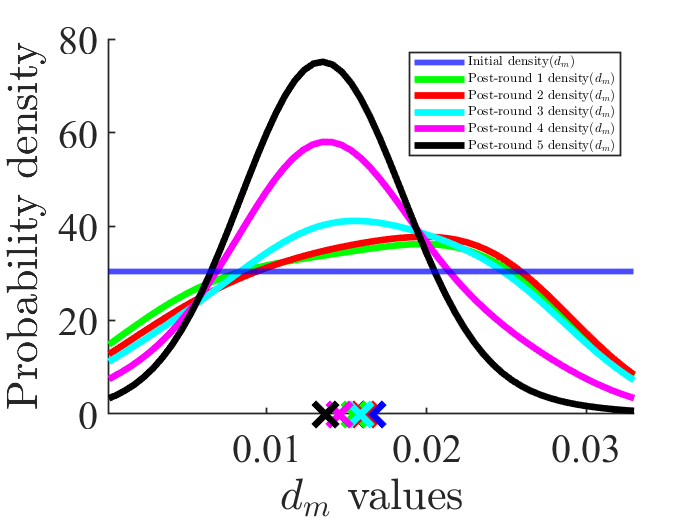 80
60
40
20
0
Probability density
Initial density(d_m)
Post-round 1 density(d_m)
Post-round 2 density(d_m)
Post-round 3 density(d_m)
Post-round 4 density(d_m)
Post-round 5 density(d_m)
0.01 0.02 0.03
d_m values